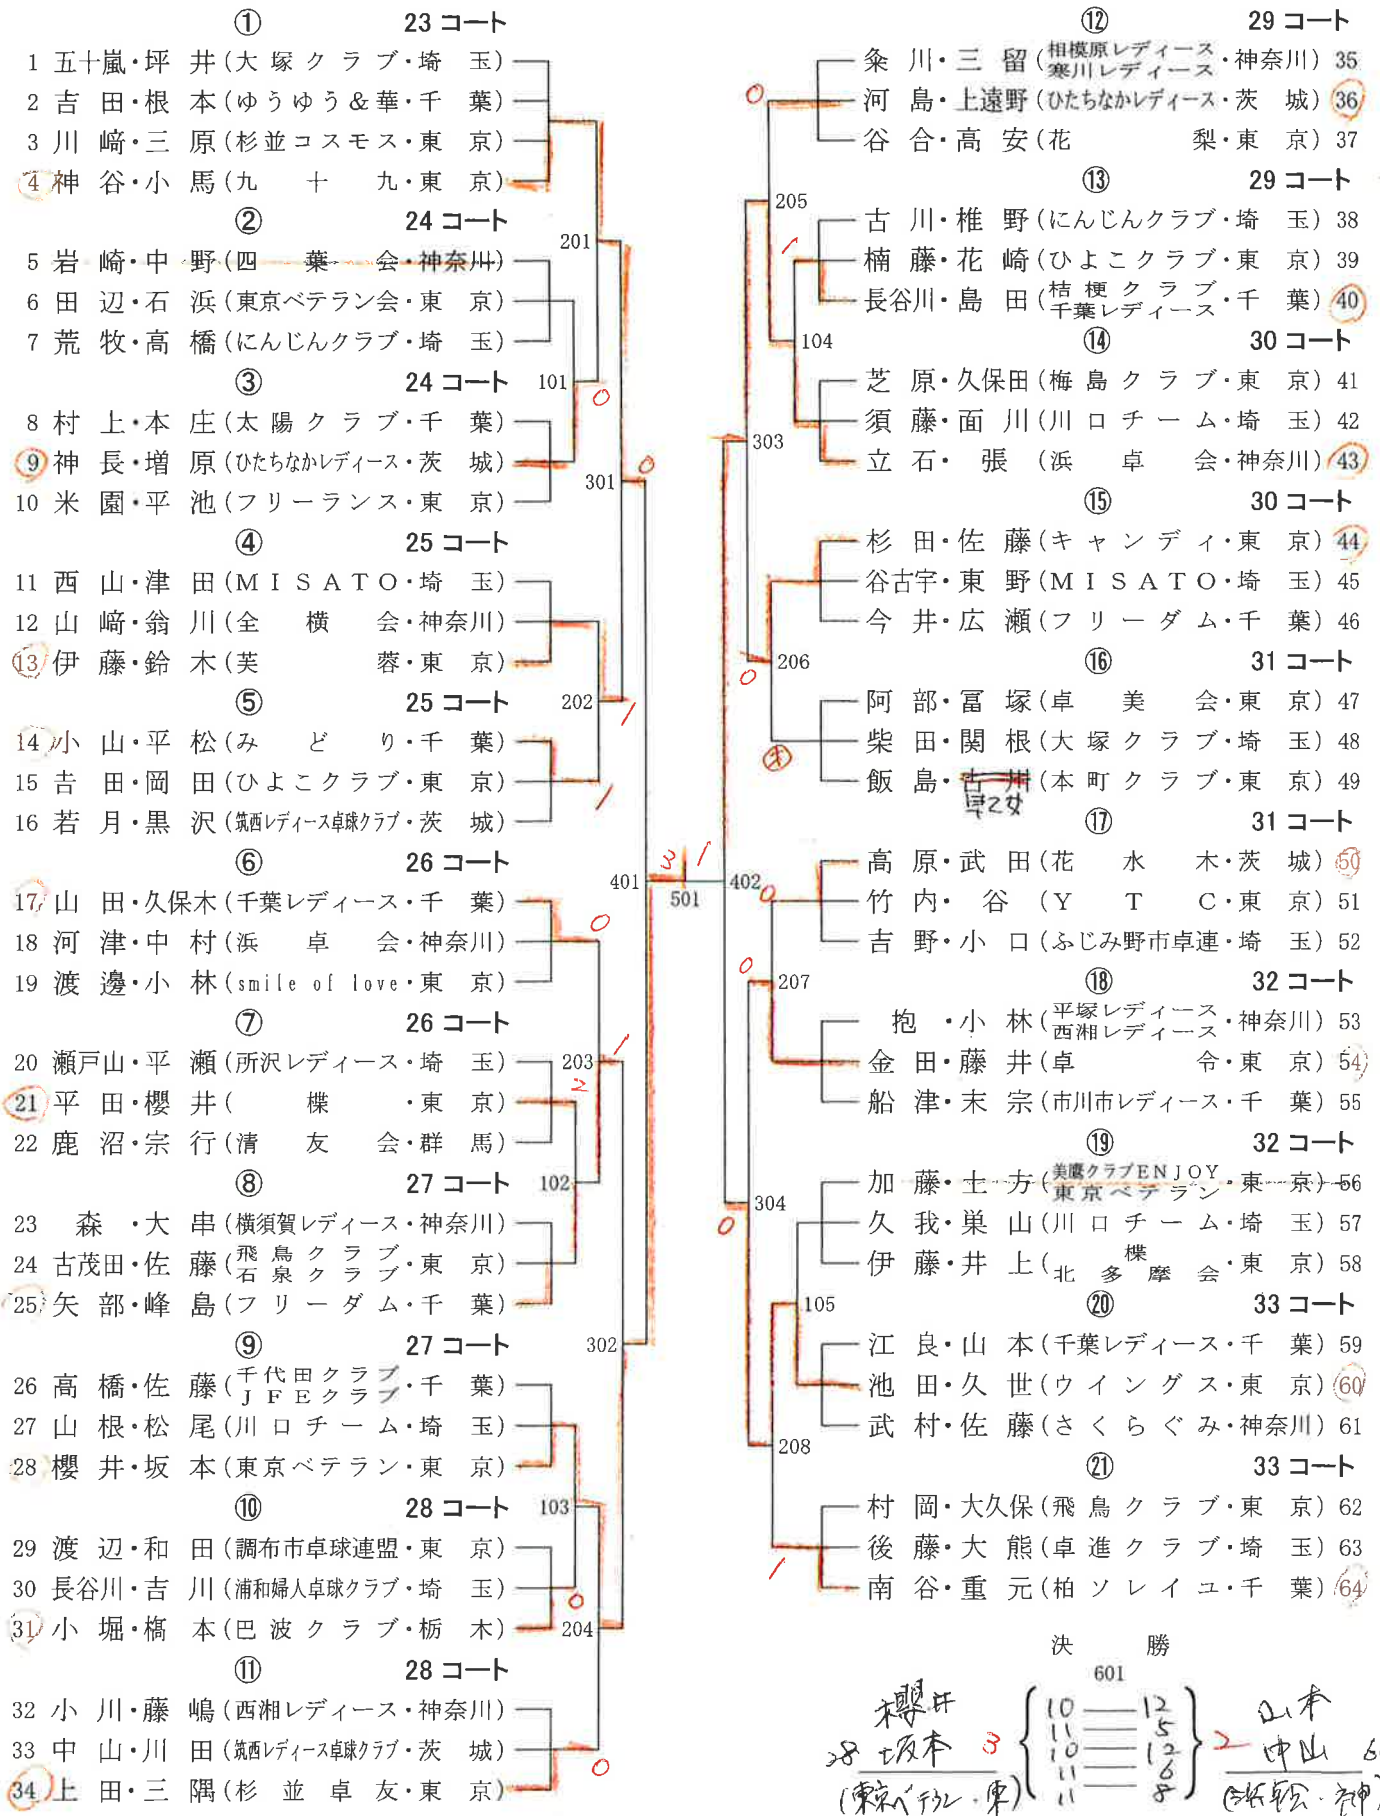 ① 23 コート
1 五十嵐・坪 井(大 塚 ク ラ ブ・埼 玉)
2 吉 田・根 本(ゆうゆう＆華・千 葉)
3 川 﨑・三 原(杉並コスモス・東 京)
4 神 谷・小 馬(九 十 九・東 京)
② 24 コート
5 岩 崎・中 野(四 葉 会・神奈川)
6 田 辺・石 浜(東京ベテラン会・東 京)
7 荒 牧・高 橋(にんじんクラブ・埼 玉)
③ 24 コート
8 村 上・本 庄(太 陽 ク ラ ブ・千 葉)
9 神 長・増 原(ひたちなかレディース・茨 城)
10 米 園・平 池(フリーランス・東 京)
④ 25 コート
11 西 山・津 田(M I S A T O・埼 玉)
12 山 﨑・翁 川(全 横 会・神奈川)
13 伊 藤・鈴 木(芙 蓉・東 京)
⑤ 25 コート
14 小 山・平 松(み ど り・千 葉)
15 吉 田・岡 田(ひよこクラブ・東 京)
16 若 月・黒 沢(筑西レディース卓球クラブ・茨 城)
⑥ 26 コート
17 山 田・久保木(千葉レディース・千 葉)
18 河 津・中 村(浜 卓 会・神奈川)
19 渡 邊・小 林(smile of love・東 京)
⑦ 26 コート
20 瀬戸山・平 瀬(所沢レディース・埼 玉)
21 平 田・櫻 井( 楪 ・東 京)
22 鹿 沼・宗 行(清 友 会・群 馬)
⑧ 27 コート
23 森 ・大 串(横須賀レディース・神奈川)
24 古茂田・佐 藤(飛 鳥 ク ラ ブ 石 泉 ク ラ ブ・東 京)
25 矢 部・峰 島(フ リ ー ダ ム・千 葉)
⑨ 27 コート
26 高 橋・佐 藤(千代田クラブ J F E クラブ・千 葉)
27 山 根・松 尾(川 口 チ ー ム・埼 玉)
28 櫻 井・坂 本(東京ベテラン・東 京)
⑩ 28 コート
29 渡 辺・和 田(調布市卓球連盟・東 京)
30 長谷川・吉 川(浦和婦人卓球クラブ・埼 玉)
31 小 堀・槗 本(巴 波 ク ラ ブ・栃 木)
⑪ 28 コート
32 小 川・藤 嶋(西湘レディース・神奈川)
33 中 山・川 田(筑西レディース卓球クラブ・茨 城)
34 上 田・三 隅(杉 並 卓 友・東 京)
201
101
0
301
0
202
1
1
401
0
203
1
2
102
302
103
0
204
0
3
1
501
402
⑫ 29 コート
粂 川・三 留(相模原レディース 寒川レディース・神奈川) 35
河 島・上遠野(ひたちなかレディース・茨 城) 36
谷 合・高 安(花 梨・東 京) 37
⑬ 29 コート
古 川・椎 野(にんじんクラブ・埼 玉) 38
楠 藤・花 崎(ひよこクラブ・東 京) 39
長谷川・島 田(桔 梗 ク ラ ブ 千葉レディース・千 葉) 40
⑭ 30 コート
芝 原・久保田(梅 島 ク ラ ブ・東 京) 41
須 藤・面 川(川 口 チ ー ム・埼 玉) 42
立 石・ 張 (浜 卓 会・神奈川) 43
⑮ 30 コート
杉 田・佐 藤(キ ャ ン デ ィ・東 京) 44
谷古宇・東 野(M I S A T O・埼 玉) 45
今 井・広 瀬(フ リ ー ダ ム・千 葉) 46
⑯ 31 コート
阿 部・冨 塚(卓 美 会・東 京) 47
柴 田・関 根(大 塚 ク ラ ブ・埼 玉) 48
飯 島・古 川(本 町 ク ラ ブ・東 京) 49
早乙女
⑰ 31 コート
高 原・武 田(花 水 木・茨 城) 50
竹 内・ 谷 (Y T C・東 京) 51
吉 野・小 口(ふじみ野市卓連・埼 玉) 52
⑱ 32 コート
抱 ・小 林(平塚レディース 西湘レディース・神奈川) 53
金 田・藤 井(卓 令・東 京) 54
船 津・末 宗(市川市レディース・千 葉) 55
⑲ 32 コート
加 藤・土 方(美鷹クラブENJOY 東 京 ベ テ ラ ン・東 京) 56
久 我・巣 山(川 口 チ ー ム・埼 玉) 57
伊 藤・井 上(楪 北 多 摩 会・東 京) 58
⑳ 33 コート
江 良・山 本(千葉レディース・千 葉) 59
池 田・久 世(ウ イ ン グ ス・東 京) 60
武 村・佐 藤(さ く ら ぐ み・神奈川) 61
㉑ 33 コート
村 岡・大久保(飛 鳥 ク ラ ブ・東 京) 62
後 藤・大 熊(卓 進 ク ラ ブ・埼 玉) 63
南 谷・重 元(柏 ソ レ イ ユ・千 葉) 64
0
205
1
104
303
206
0
0
0
207
304
0
105
208
1
決 勝
601
櫻井
28 坂本 3
(東京ベテラン・東)
10 — 12
11 — 5
10 — 12
11 — 6
11 — 8
2
山本
中山 6